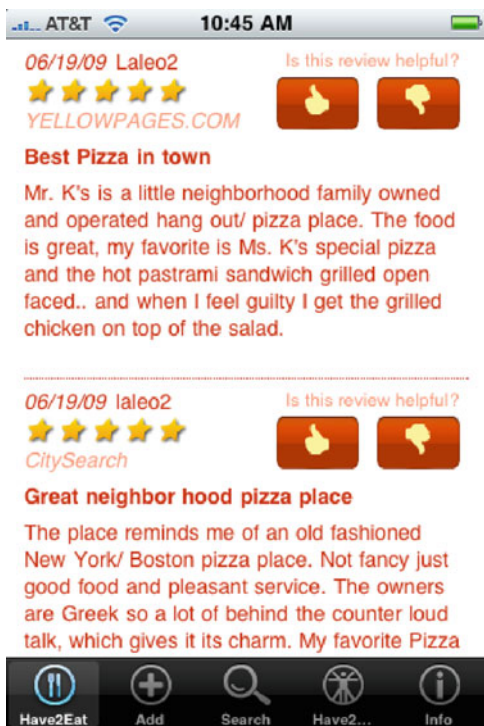 AT&T 10:45 AM
06/19/09 Laleo2 Is this review helpful?
YELLOWPAGES.COM
Best Pizza in town
Mr. K's is a little neighborhood family owned
and operated hang out/ pizza place. The food
is great, my favorite is Ms. K's special pizza
and the hot pastrami sandwich grilled open
faced.. and when I feel guilty I get the grilled
chicken on top of the salad.
06/19/09 laleo2 Is this review helpful?
CitySearch
Great neighbor hood pizza place
The place reminds me of an old fashioned
New York/ Boston pizza place. Not fancy just
good food and pleasant service. The owners
are Greek so a lot of behind the counter loud
talk, which gives it its charm. My favorite Pizza
Have2Eat Add Search Have2... Info